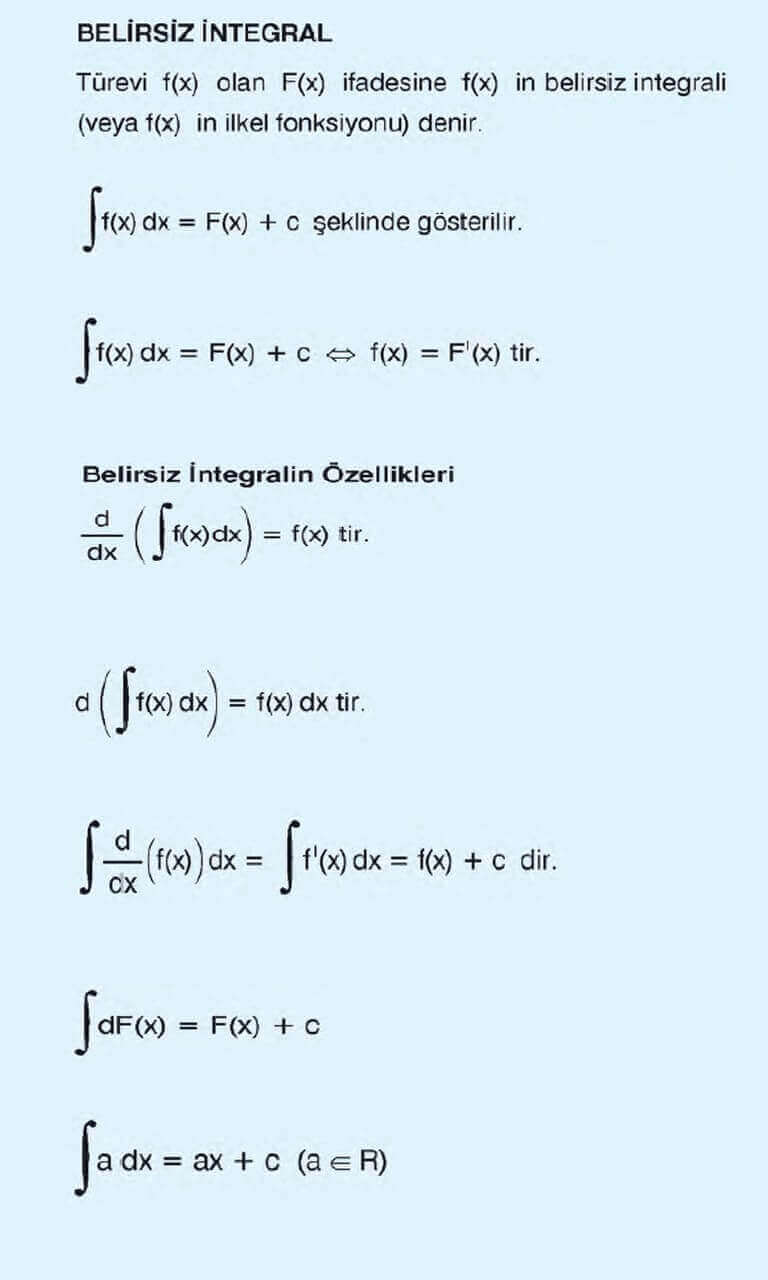 BELİRSİZ İNTEGRAL
Türevi f(x) olan F(x) ifadesine f(x) in belirsiz integrali
(veya f(x) in ilkel fonksiyonu) denir.
∫f(x) dx = F(x) + c şeklinde gösterilir.
∫f(x) dx = F(x) + c ⇔ f(x) = F'(x) tir.
Belirsiz İntegralin Özellikleri
d/dx (∫f(x)dx) = f(x) tir.
d (∫f(x) dx) = f(x) dx tir.
∫ d/dx (f(x)) dx = ∫f'(x) dx = f(x) + c dir.
∫dF(x) = F(x) + c
∫a dx = ax + c (a ∈ R)